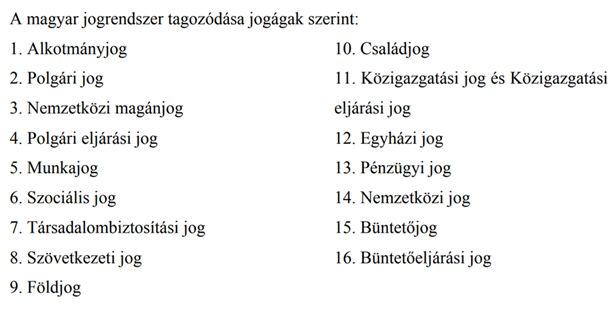 A magyar jogrendszer tagozódása jogágak szerint:
1. Alkotmányjog
2. Polgári jog
3. Nemzetközi magánjog
4. Polgári eljárási jog
5. Munkajog
6. Szociális jog
7. Társadalombiztosítási jog
8. Szövetkezeti jog
9. Földjog
10. Családjog
11. Közigazgatási jog és Közigazgatási
eljárási jog
12. Egyházi jog
13. Pénzügyi jog
14. Nemzetközi jog
15. Büntetőjog
16. Büntetőeljárási jog